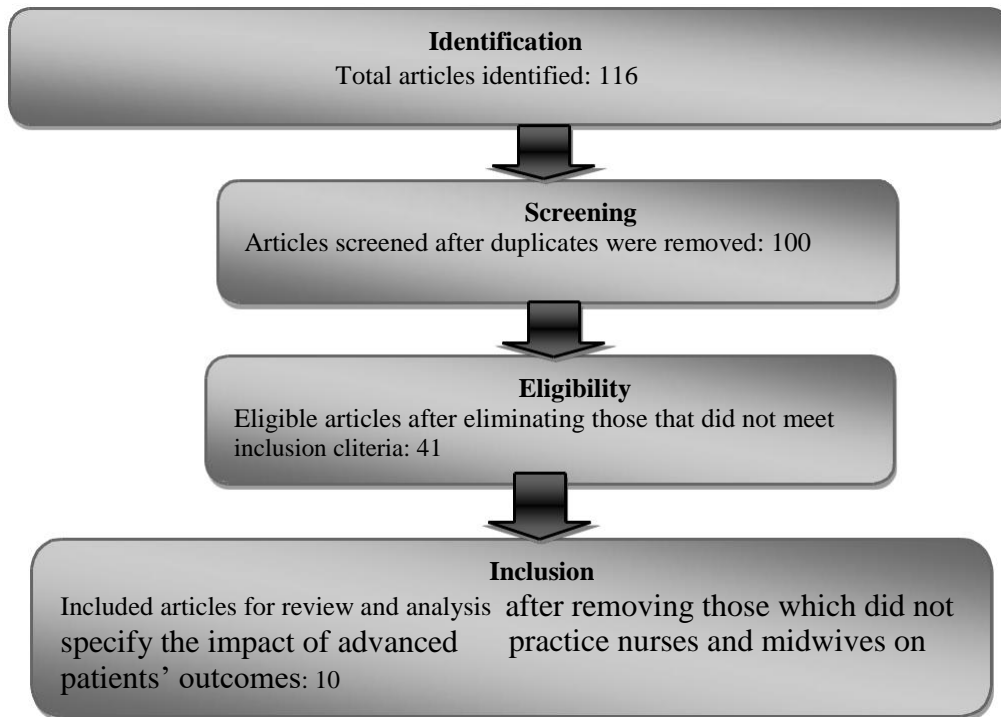 Identification
Total articles identified: 116
Screening
Articles screened after duplicates were removed: 100
Eligibility
Eligible articles after eliminating those that did not meet
inclusion cliteria: 41
Inclusion
Included articles for review and analysis after removing those which did not
specify the impact of advanced practice nurses and midwives on
patients’ outcomes: 10